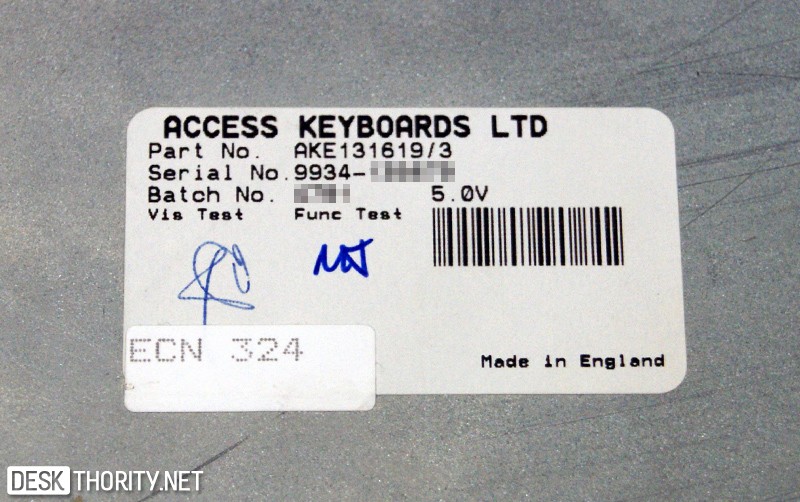 ACCESS KEYBOARDS LTD
Part No. AKE131619/3
Serial No. 9934-
Batch No. 5.0V
Vis Test Func Test
ECN 324
Made in England
DESKTHORITY.NET